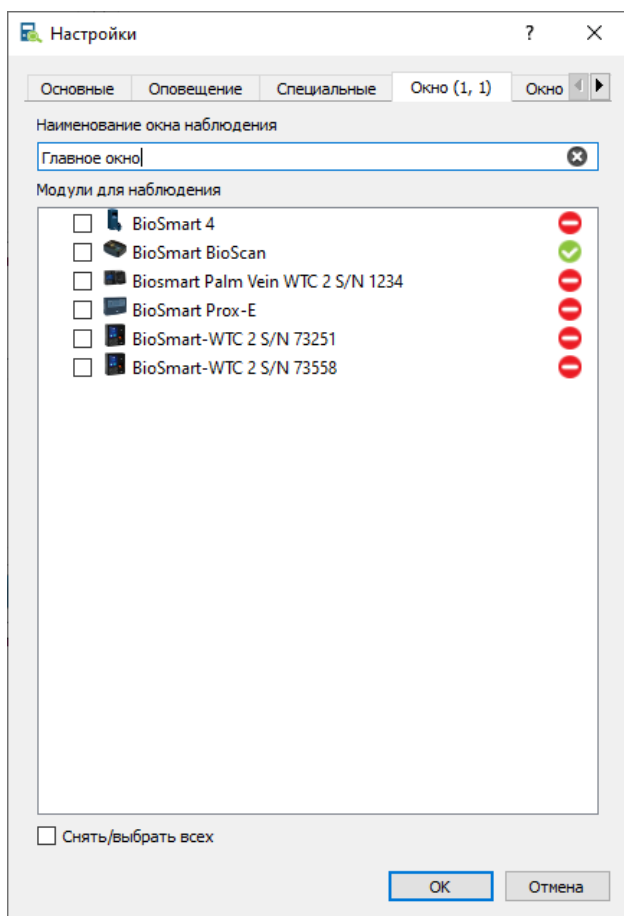 Настройки
Основные Оповещение Специальные Окно (1, 1) Окно
Наименование окна наблюдения
Главное окно
Модули для наблюдения
BioSmart 4
BioSmart BioScan
Biosmart Palm Vein WTC 2 S/N 1234
BioSmart Prox-E
BioSmart-WTC 2 S/N 73251
BioSmart-WTC 2 S/N 73558
Снять/выбрать всех
OK Отмена